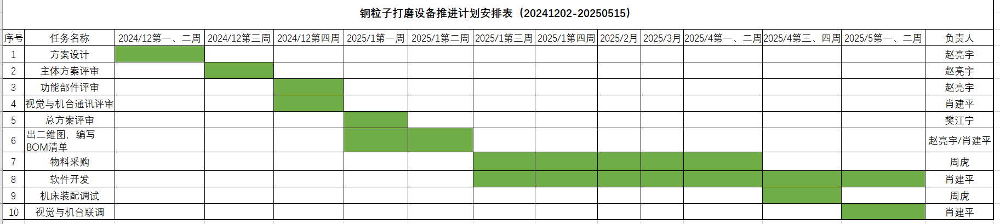 铜粒子打磨设备推进计划安排表（20241202-20250515）
序号 任务名称 2024/12第一、二周 2024/12第三周 2024/12第四周 2025/1第一周 2025/1第二周 2025/1第三周 2025/1第四周 2025/2月 2025/3月 2025/4第一、二周 2025/4第三、四周 2025/5第一、二周 负责人
1 方案设计 赵亮宇
2 主体方案评审 赵亮宇
3 功能部件评审 赵亮宇
4 视觉与机台通讯评审 肖建平
5 总方案评审 樊江宁
6 出二维图，编写
BOM清单 赵亮宇/肖建平
7 物料采购 周虎
8 软件开发 肖建平
9 机床装配调试 周虎
10 视觉与机台联调 肖建平